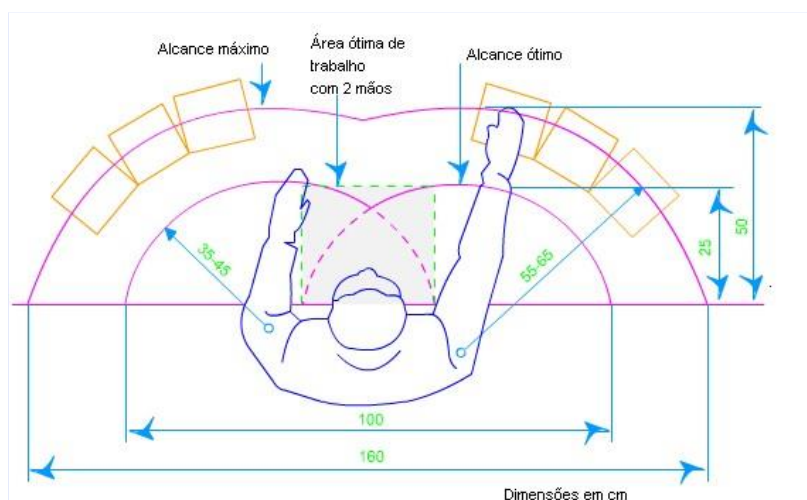 Alcance máximo
Área ótima de
trabalho
com 2 mãos
Alcance ótimo
35-45
55-65
25
50
100
160
Dimensões em cm